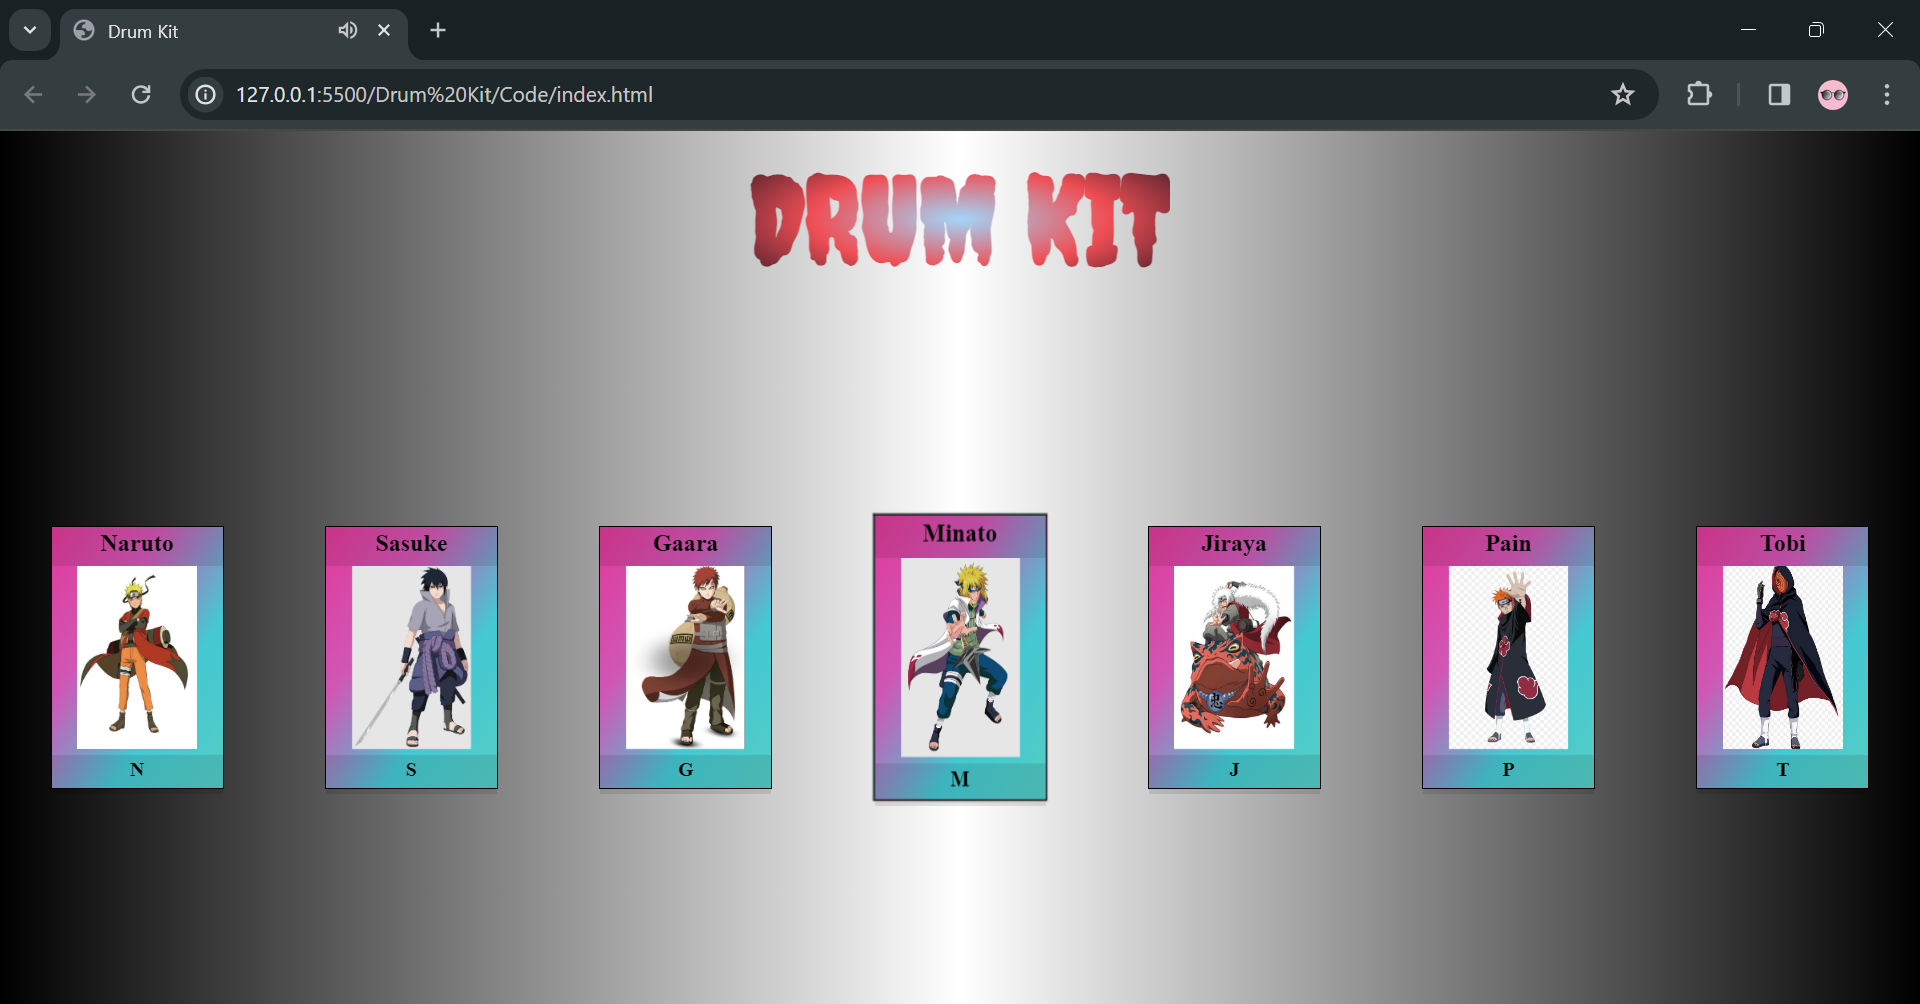 Drum Kit
127.0.0.1:5500/Drum%20Kit/Code/index.html
DRUM KIT
Naruto
Sasuke
Gaara
Minato
Jiraya
Pain
Tobi
N
S
G
M
J
P
T